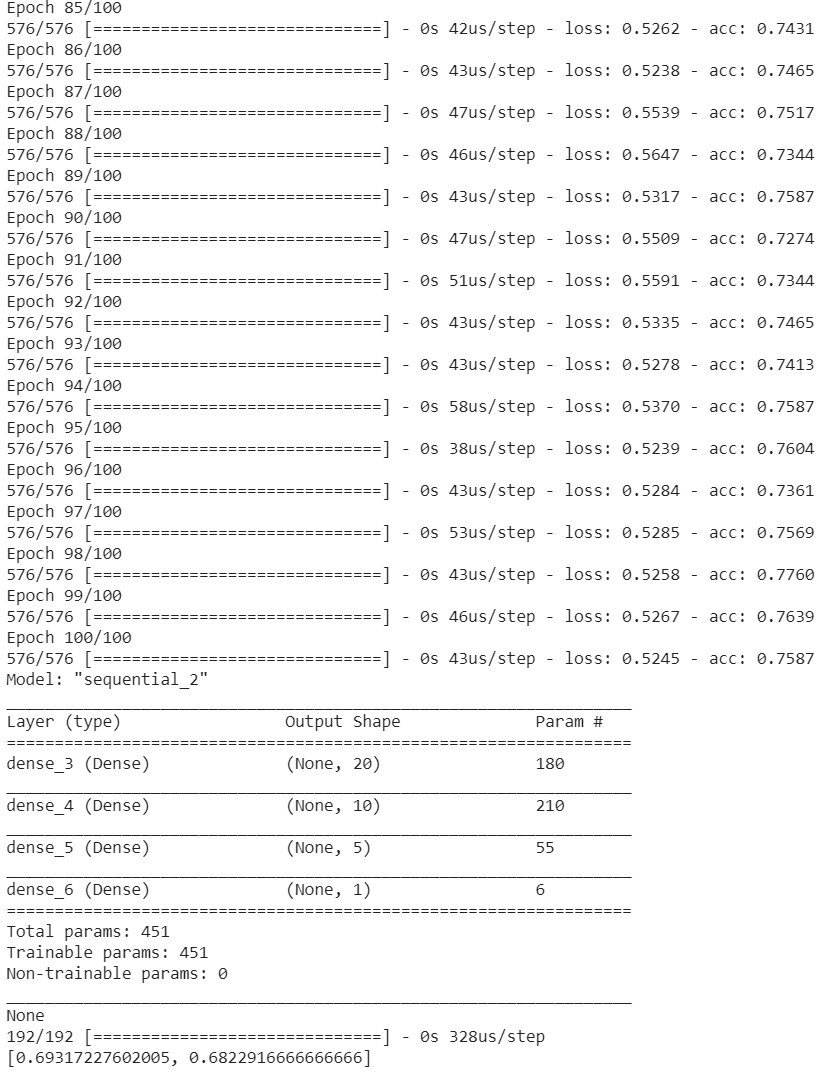 Epoch 85/100
576/576 [==============================] - 0s 42us/step - loss: 0.5262 - acc: 0.7431
Epoch 86/100
576/576 [==============================] - 0s 43us/step - loss: 0.5238 - acc: 0.7465
Epoch 87/100
576/576 [==============================] - 0s 47us/step - loss: 0.5539 - acc: 0.7517
Epoch 88/100
576/576 [==============================] - 0s 46us/step - loss: 0.5647 - acc: 0.7344
Epoch 89/100
576/576 [==============================] - 0s 43us/step - loss: 0.5317 - acc: 0.7587
Epoch 90/100
576/576 [==============================] - 0s 47us/step - loss: 0.5509 - acc: 0.7274
Epoch 91/100
576/576 [==============================] - 0s 51us/step - loss: 0.5591 - acc: 0.7344
Epoch 92/100
576/576 [==============================] - 0s 43us/step - loss: 0.5335 - acc: 0.7465
Epoch 93/100
576/576 [==============================] - 0s 43us/step - loss: 0.5278 - acc: 0.7413
Epoch 94/100
576/576 [==============================] - 0s 58us/step - loss: 0.5370 - acc: 0.7587
Epoch 95/100
576/576 [==============================] - 0s 38us/step - loss: 0.5239 - acc: 0.7604
Epoch 96/100
576/576 [==============================] - 0s 43us/step - loss: 0.5284 - acc: 0.7361
Epoch 97/100
576/576 [==============================] - 0s 53us/step - loss: 0.5285 - acc: 0.7569
Epoch 98/100
576/576 [==============================] - 0s 43us/step - loss: 0.5258 - acc: 0.7760
Epoch 99/100
576/576 [==============================] - 0s 46us/step - loss: 0.5267 - acc: 0.7639
Epoch 100/100
576/576 [==============================] - 0s 43us/step - loss: 0.5245 - acc: 0.7587
Model: "sequential_2"
_________________________________________________________________
Layer (type)                 Output Shape              Param #
=================================================================
dense_3 (Dense)              (None, 20)                180
_________________________________________________________________
dense_4 (Dense)              (None, 10)                210
_________________________________________________________________
dense_5 (Dense)              (None, 5)                 55
_________________________________________________________________
dense_6 (Dense)              (None, 1)                 6
=================================================================
Total params: 451
Trainable params: 451
Non-trainable params: 0
_________________________________________________________________
None
192/192 [==============================] - 0s 328us/step
[0.69317227602005, 0.6822916666666666]